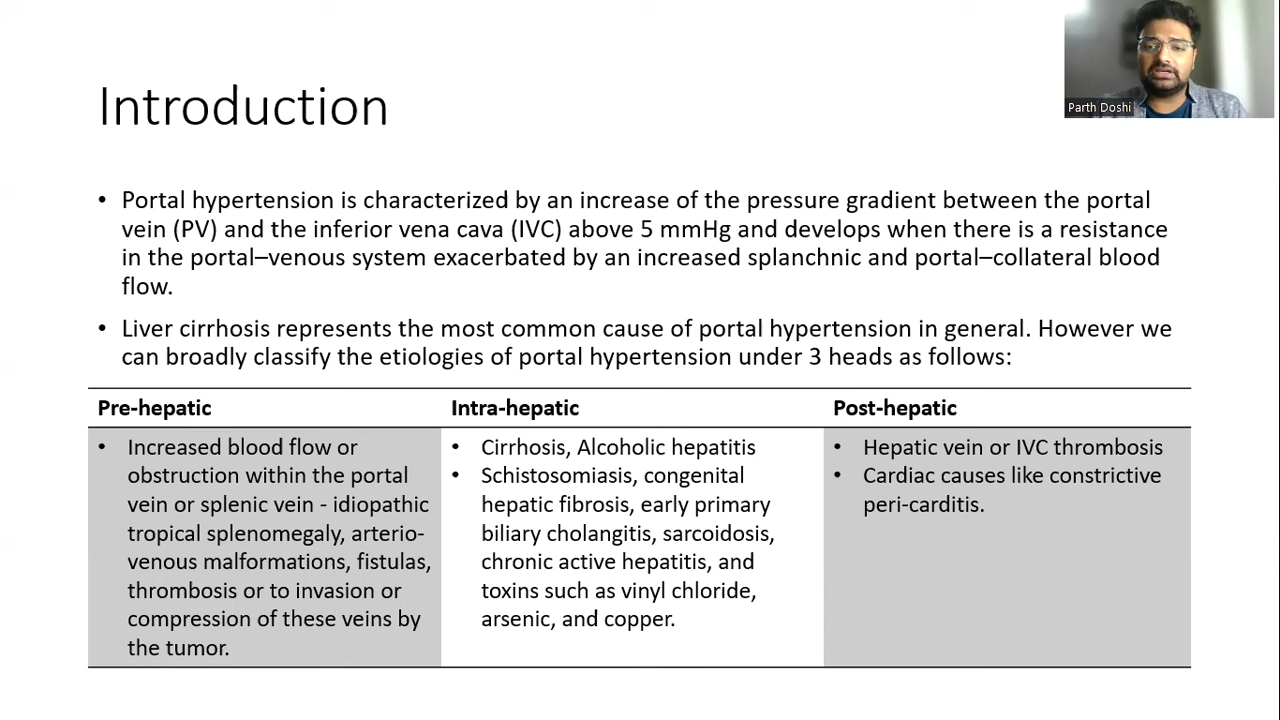 Parth Doshi
Introduction
• Portal hypertension is characterized by an increase of the pressure gradient between the portal
vein (PV) and the inferior vena cava (IVC) above 5 mmHg and develops when there is a resistance
in the portal–venous system exacerbated by an increased splanchnic and portal–collateral blood
flow.
• Liver cirrhosis represents the most common cause of portal hypertension in general. However we
can broadly classify the etiologies of portal hypertension under 3 heads as follows:
Pre-hepatic
• Increased blood flow or
obstruction within the portal
vein or splenic vein - idiopathic
tropical splenomegaly, arterio-
venous malformations, fistulas,
thrombosis or to invasion or
compression of these veins by
the tumor.
Intra-hepatic
• Cirrhosis, Alcoholic hepatitis
• Schistosomiasis, congenital
hepatic fibrosis, early primary
biliary cholangitis, sarcoidosis,
chronic active hepatitis, and
toxins such as vinyl chloride,
arsenic, and copper.
Post-hepatic
• Hepatic vein or IVC thrombosis
• Cardiac causes like constrictive
peri-carditis.